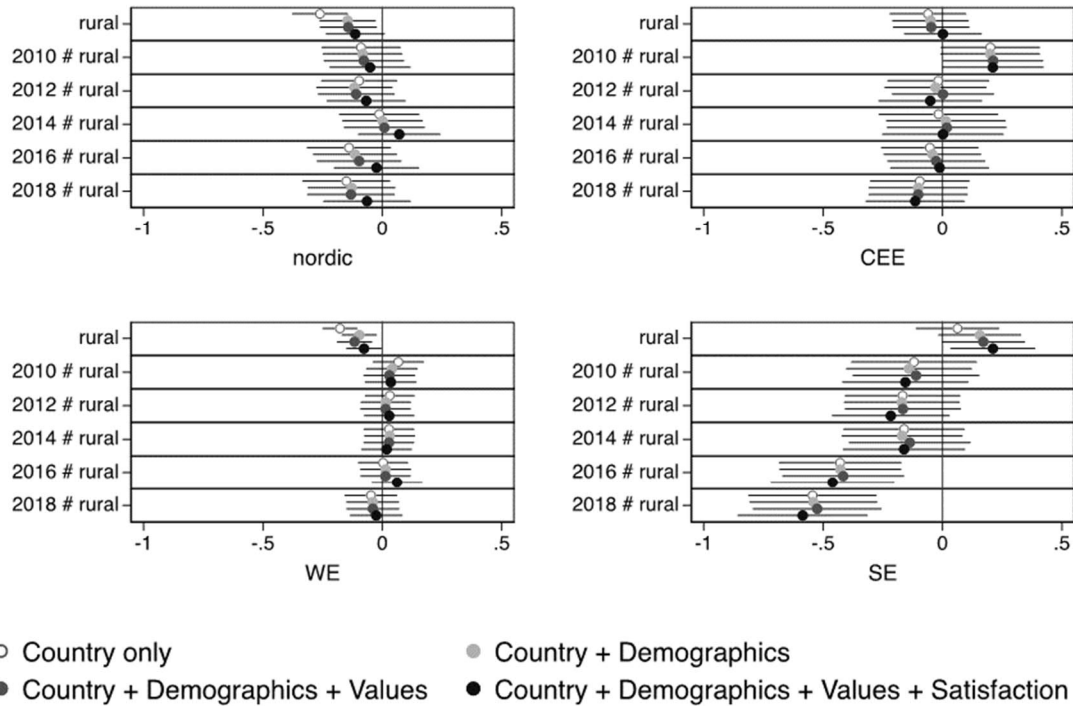 rural
2010 # rural
2012 # rural
2014 # rural
2016 # rural
2018 # rural
-1 -.5 0 .5
nordic
rural
2010 # rural
2012 # rural
2014 # rural
2016 # rural
2018 # rural
-1 -.5 0 .5
CEE
rural
2010 # rural
2012 # rural
2014 # rural
2016 # rural
2018 # rural
-1 -.5 0 .5
WE
rural
2010 # rural
2012 # rural
2014 # rural
2016 # rural
2018 # rural
-1 -.5 0 .5
SE
Country only
Country + Demographics
Country + Demographics + Values
Country + Demographics + Values + Satisfaction